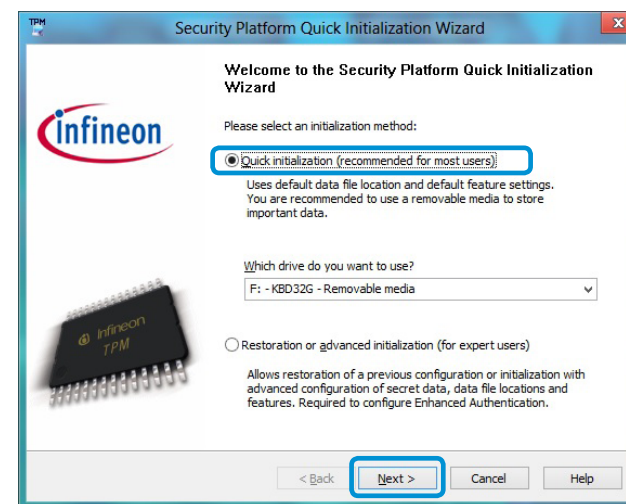 TPM
Security Platform Quick Initialization Wizard
X
Welcome to the Security Platform Quick Initialization
Wizard
infineon
Please select an initialization method:
Quick initialization (recommended for most users)
Uses default data file location and default feature settings.
You are recommended to use a removable media to store
important data.
Which drive do you want to use?
F: - KBD32G - Removable media
Infineon
TPM
Restoration or advanced initialization (for expert users)
Allows restoration of a previous configuration or initialization with
advanced configuration of secret data, data file locations and
features. Required to configure Enhanced Authentication.
< Back
Next >
Cancel
Help